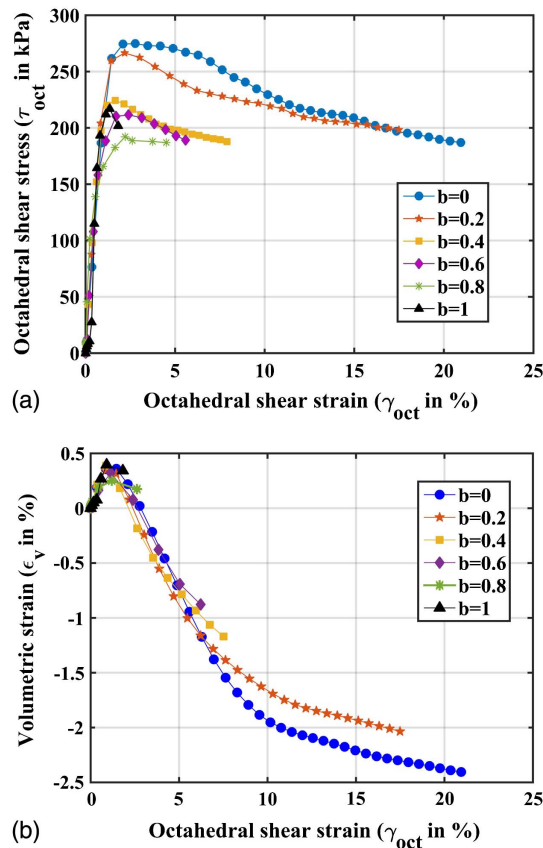 300
250
200
150
100
50
0
0 5 10 15 20 25
Octahedral shear stress (τoct in kPa)
b=0
b=0.2
b=0.4
b=0.6
b=0.8
b=1
Octahedral shear strain (γoct in %)
(a)
0.5
0
-0.5
-1
-1.5
-2
-2.5
0 5 10 15 20 25
Volumetric strain (ϵv in %)
b=0
b=0.2
b=0.4
b=0.6
b=0.8
b=1
Octahedral shear strain (γoct in %)
(b)